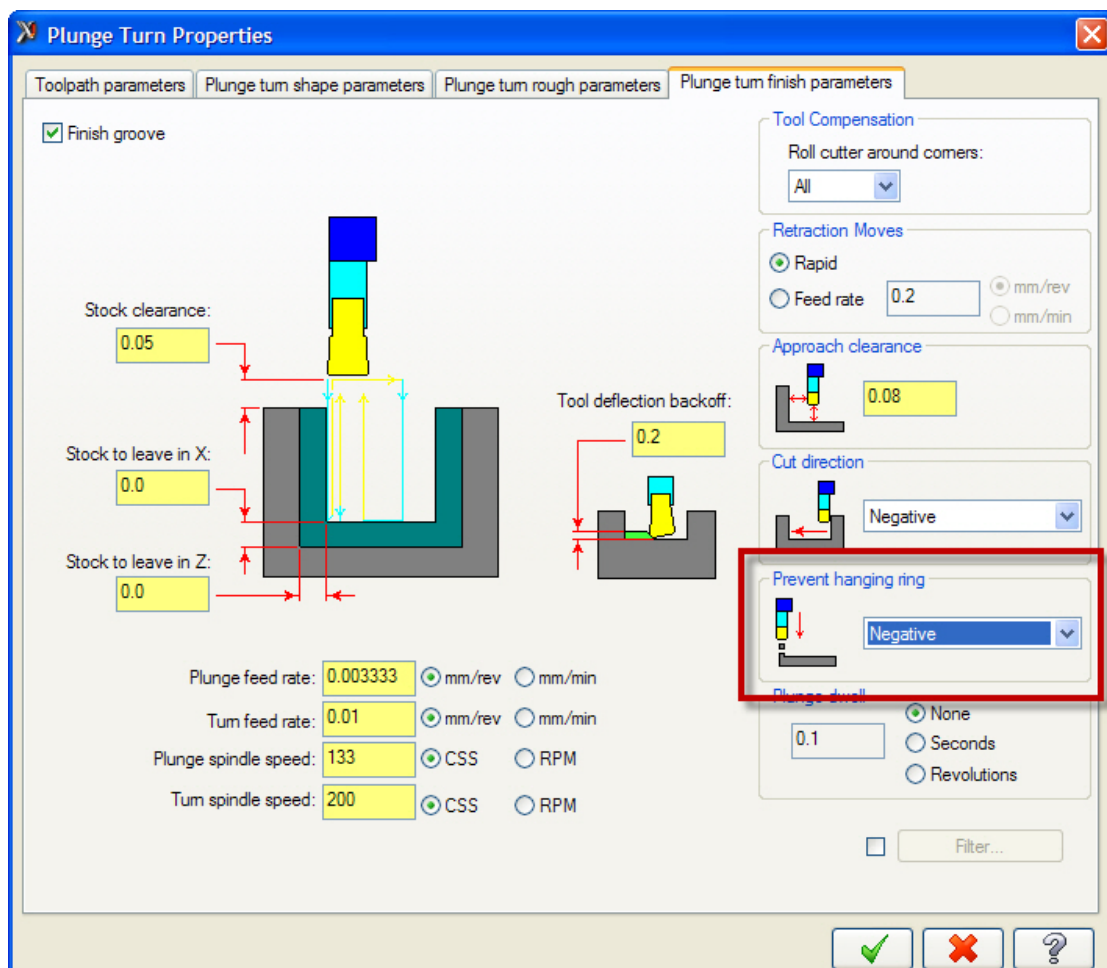 Plunge Turn Properties
Toolpath parameters
Plunge turn shape parameters
Plunge turn rough parameters
Plunge turn finish parameters
Finish groove
Stock clearance:
0.05
Stock to leave in X:
0.0
Stock to leave in Z:
0.0
Tool deflection backoff:
0.2
Plunge feed rate: 0.003333 mm/rev mm/min
Turn feed rate: 0.01 mm/rev mm/min
Plunge spindle speed: 133 CSS RPM
Turn spindle speed: 200 CSS RPM
Tool Compensation
Roll cutter around corners:
All
Retraction Moves
Rapid
Feed rate 0.2 mm/rev
mm/min
Approach clearance
0.08
Cut direction
Negative
Prevent hanging ring
Negative
Plunge dwell
None
0.1 Seconds
Revolutions
Filter...